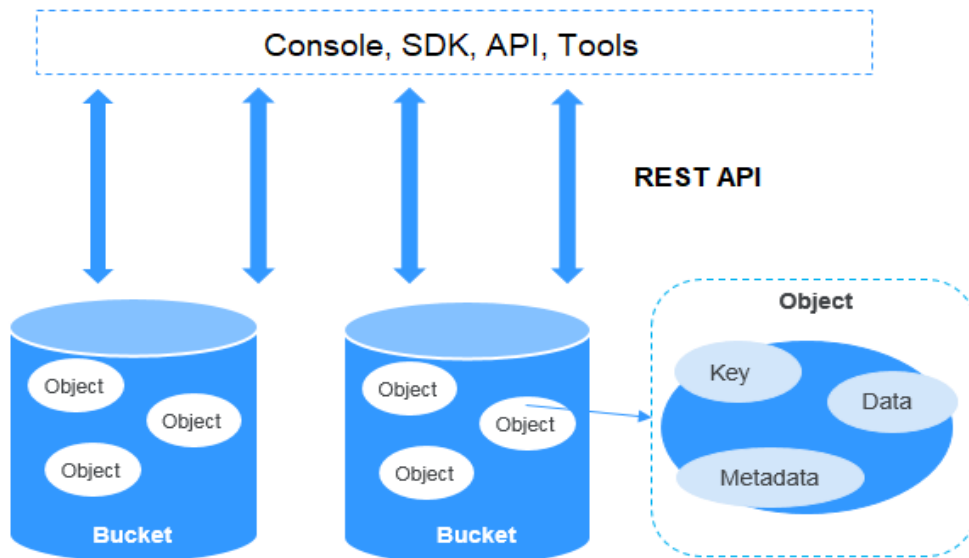 Console, SDK, API, Tools
REST API
Object
Object
Object
Bucket
Object
Object
Object
Bucket
Object
Key
Data
Metadata